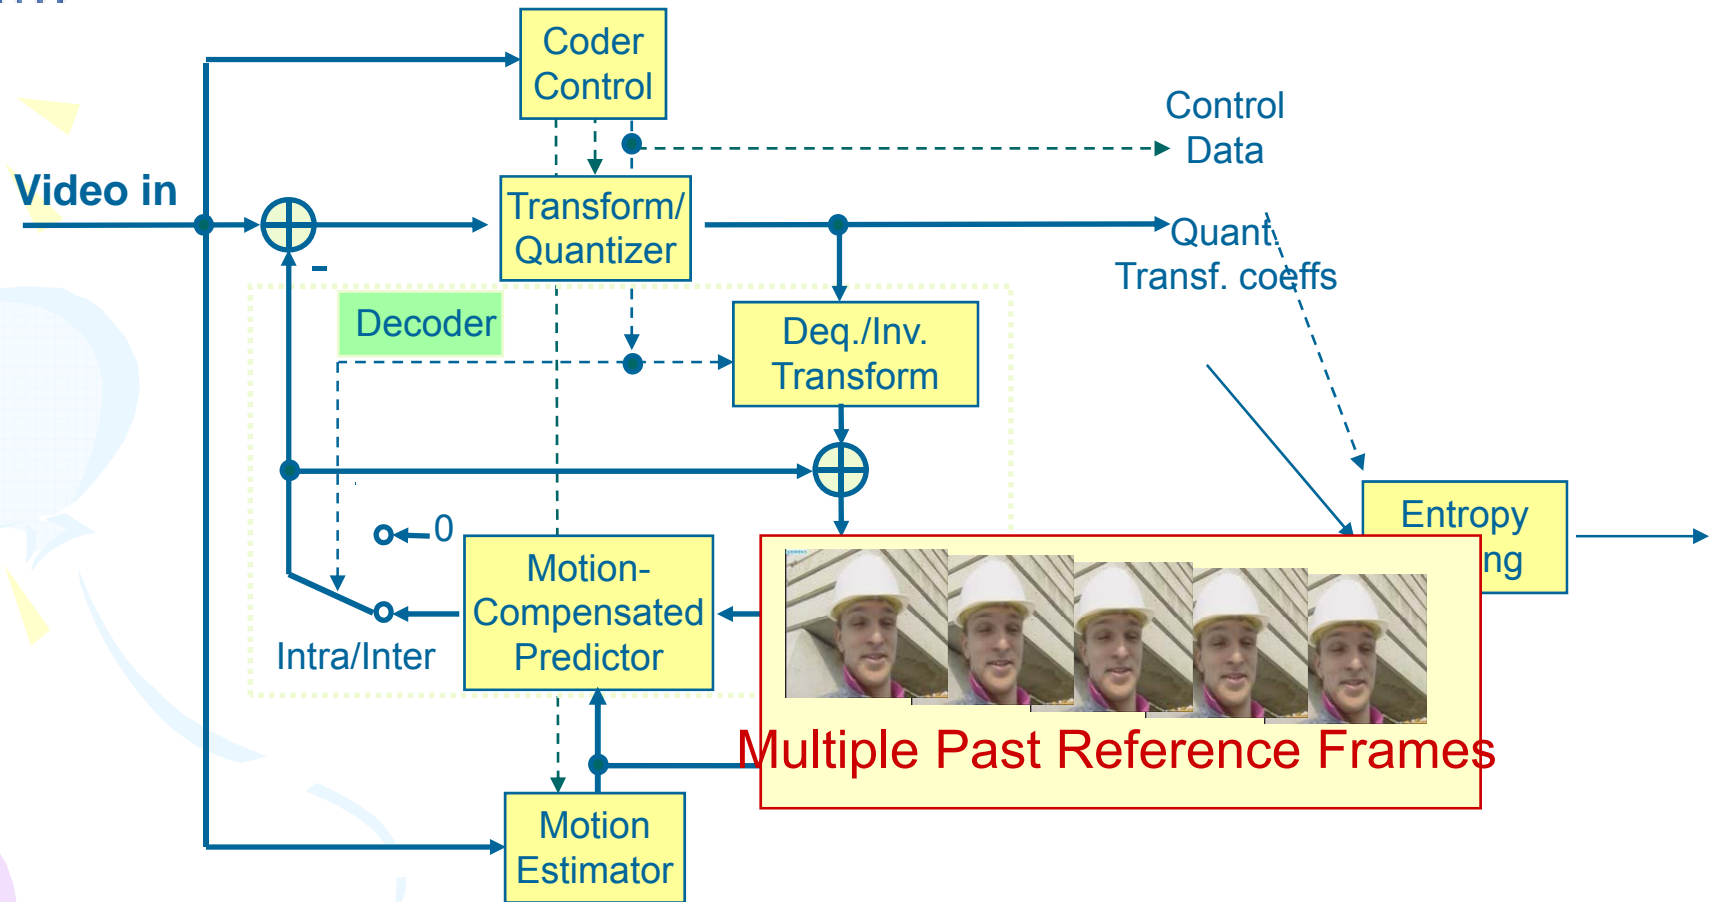 Coder
Control
Control
Data
Video in
Transform/
Quantizer
-
Quant.
Transf. coeffs
Decoder
Deq./Inv.
Transform
0
Entropy
ng
Motion-
Compensated
Predictor
Intra/Inter
Multiple Past Reference Frames
Motion
Estimator